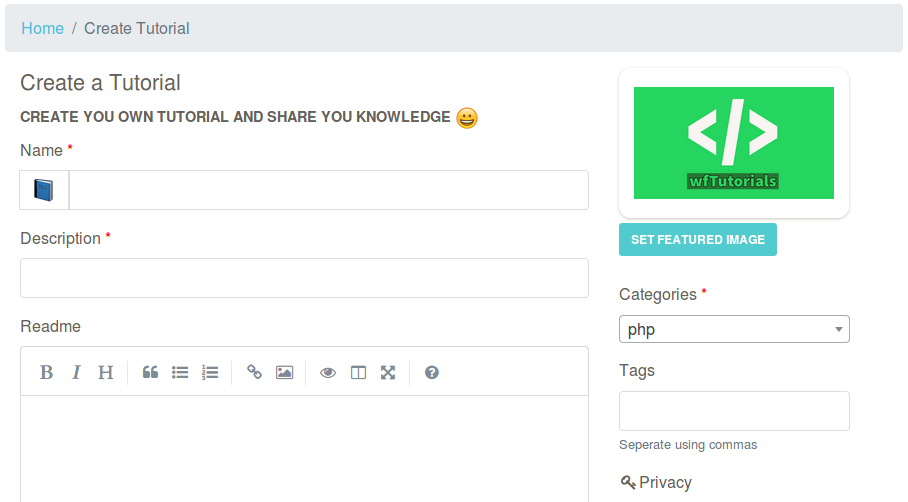 Home / Create Tutorial
Create a Tutorial
CREATE YOU OWN TUTORIAL AND SHARE YOU KNOWLEDGE 😀
Name *
Description *
Readme
B I H
</>
wfTutorials
SET FEATURED IMAGE
Categories *
php
Tags
Seperate using commas
Privacy